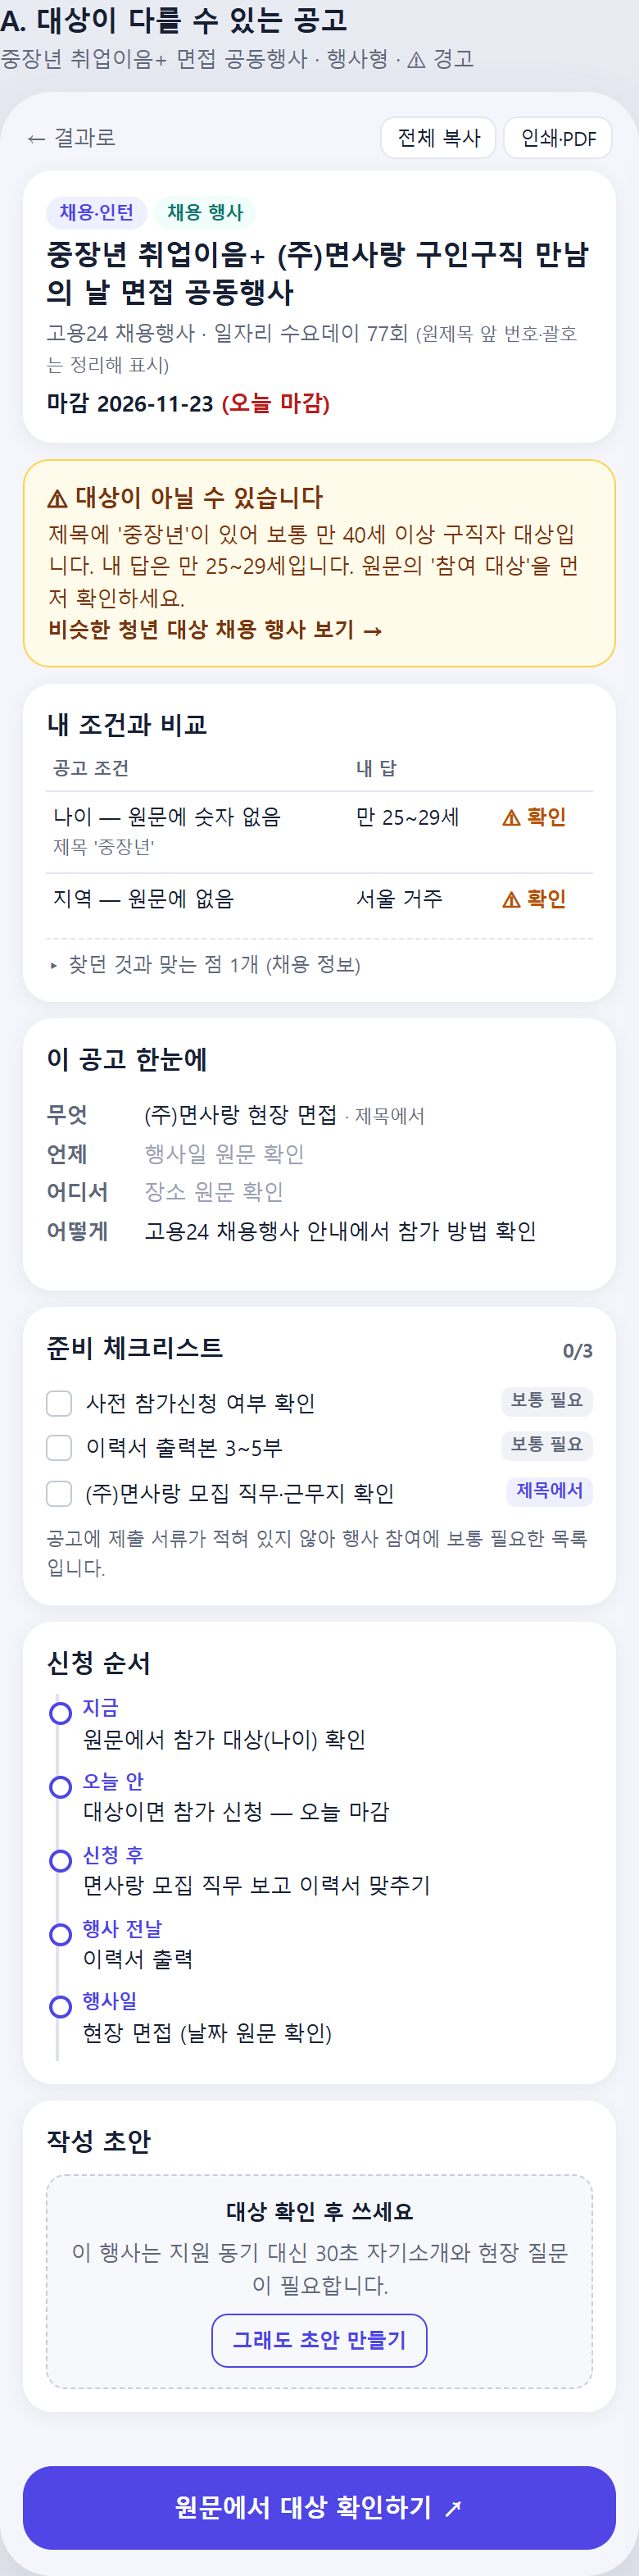 A. 대상이 다를 수 있는 공고
중장년 취업이음+ 면접 공동행사 · 행사형 · ⚠ 경고
← 결과로
전체 복사
인쇄·PDF
채용·인턴
채용 행사
중장년 취업이음+ (주)면사랑 구인구직 만남
의 날 면접 공동행사
고용24 채용행사 · 일자리 수요데이 77회 (원제목 앞 번호·괄호
는 정리해 표시)
마감 2026-11-23 (오늘 마감)
⚠ 대상이 아닐 수 있습니다
제목에 '중장년'이 있어 보통 만 40세 이상 구직자 대상입
니다. 내 답은 만 25~29세입니다. 원문의 '참여 대상'을 먼
저 확인하세요.
비슷한 청년 대상 채용 행사 보기 →
내 조건과 비교
공고 조건 내 답
나이 — 원문에 숫자 없음 만 25~29세 ⚠ 확인
제목 '중장년'
지역 — 원문에 없음 서울 거주 ⚠ 확인
▸ 찾던 것과 맞는 점 1개 (채용 정보)
이 공고 한눈에
무엇 (주)면사랑 현장 면접 · 제목에서
언제 행사일 원문 확인
어디서 장소 원문 확인
어떻게 고용24 채용행사 안내에서 참가 방법 확인
준비 체크리스트 0/3
사전 참가신청 여부 확인 보통 필요
이력서 출력본 3~5부 보통 필요
(주)면사랑 모집 직무·근무지 확인 제목에서
공고에 제출 서류가 적혀 있지 않아 행사 참여에 보통 필요한 목록
입니다.
신청 순서
지금
원문에서 참가 대상(나이) 확인
오늘 안
대상이면 참가 신청 — 오늘 마감
신청 후
면사랑 모집 직무 보고 이력서 맞추기
행사 전날
이력서 출력
행사일
현장 면접 (날짜 원문 확인)
작성 초안
대상 확인 후 쓰세요
이 행사는 지원 동기 대신 30초 자기소개와 현장 질문
이 필요합니다.
그래도 초안 만들기
원문에서 대상 확인하기 ↗